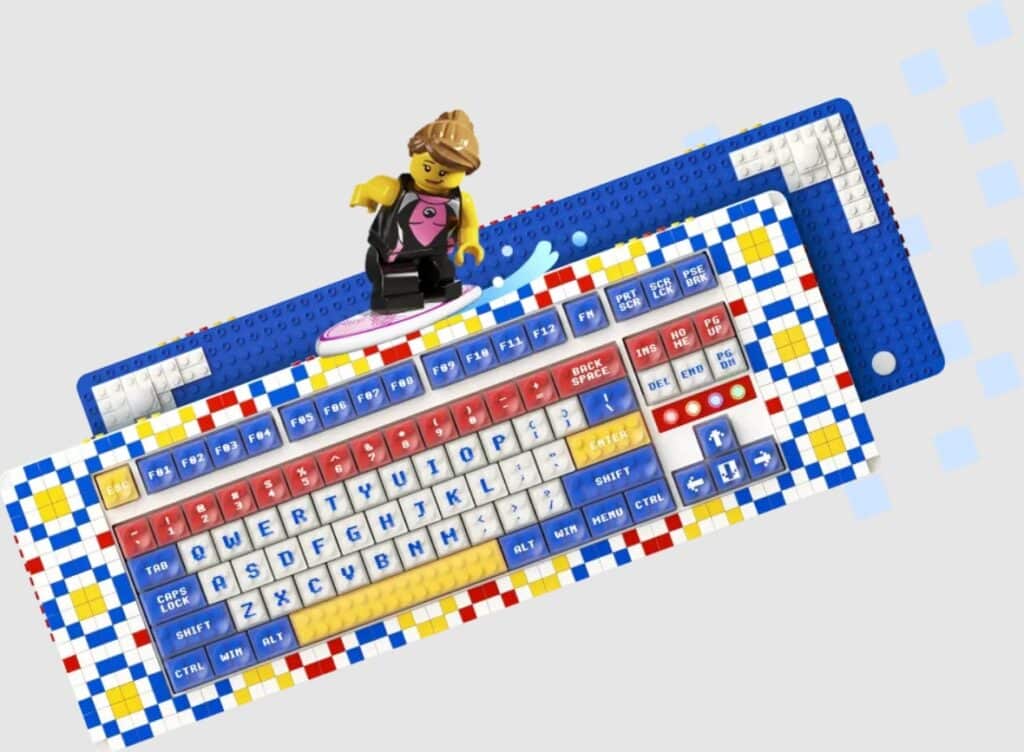 ESC F01 F02 F03 F04 F05 F06 F07 F08 F09 F10 F11 F12 FN PRT SCR SCR LCK PSE BRK
! 1 @ 2 # 3 $ 4 % 5 ^ 6 & 7 * 8 ( 9 ) 0 + = BACK SPACE INS HO ME PG UP
TAB Q W E R T Y U I O P { [ } ] | \ DEL END PG DN
CAPS LOCK A S D F G H J K L : ; ENTER
SHIFT Z X C V B N M < , > . ? / SHIFT ↑
CTRL WIN ALT ALT WIN MENU CTRL ← ↓ →